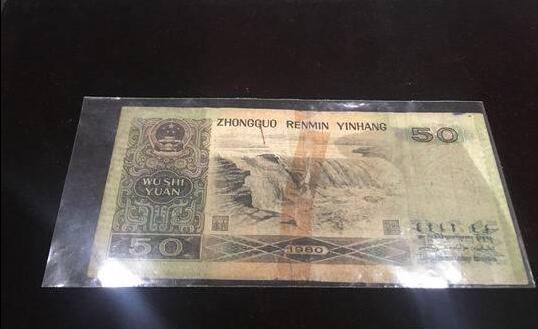 ZHONGGUO RENMIN YINHANG
50
WU SHI
YUAN
50
1980